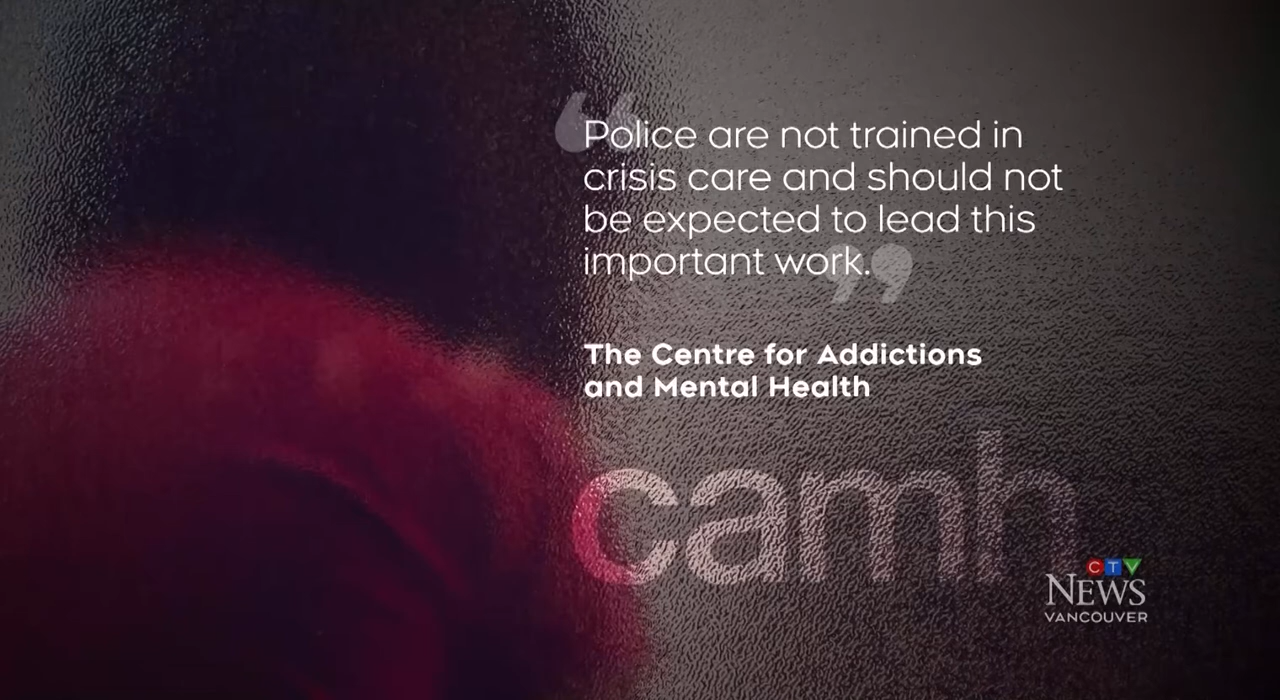 “Police are not trained in
crisis care and should not
be expected to lead this
important work.”
The Centre for Addictions
and Mental Health
camh
CTV
NEWS
VANCOUVER